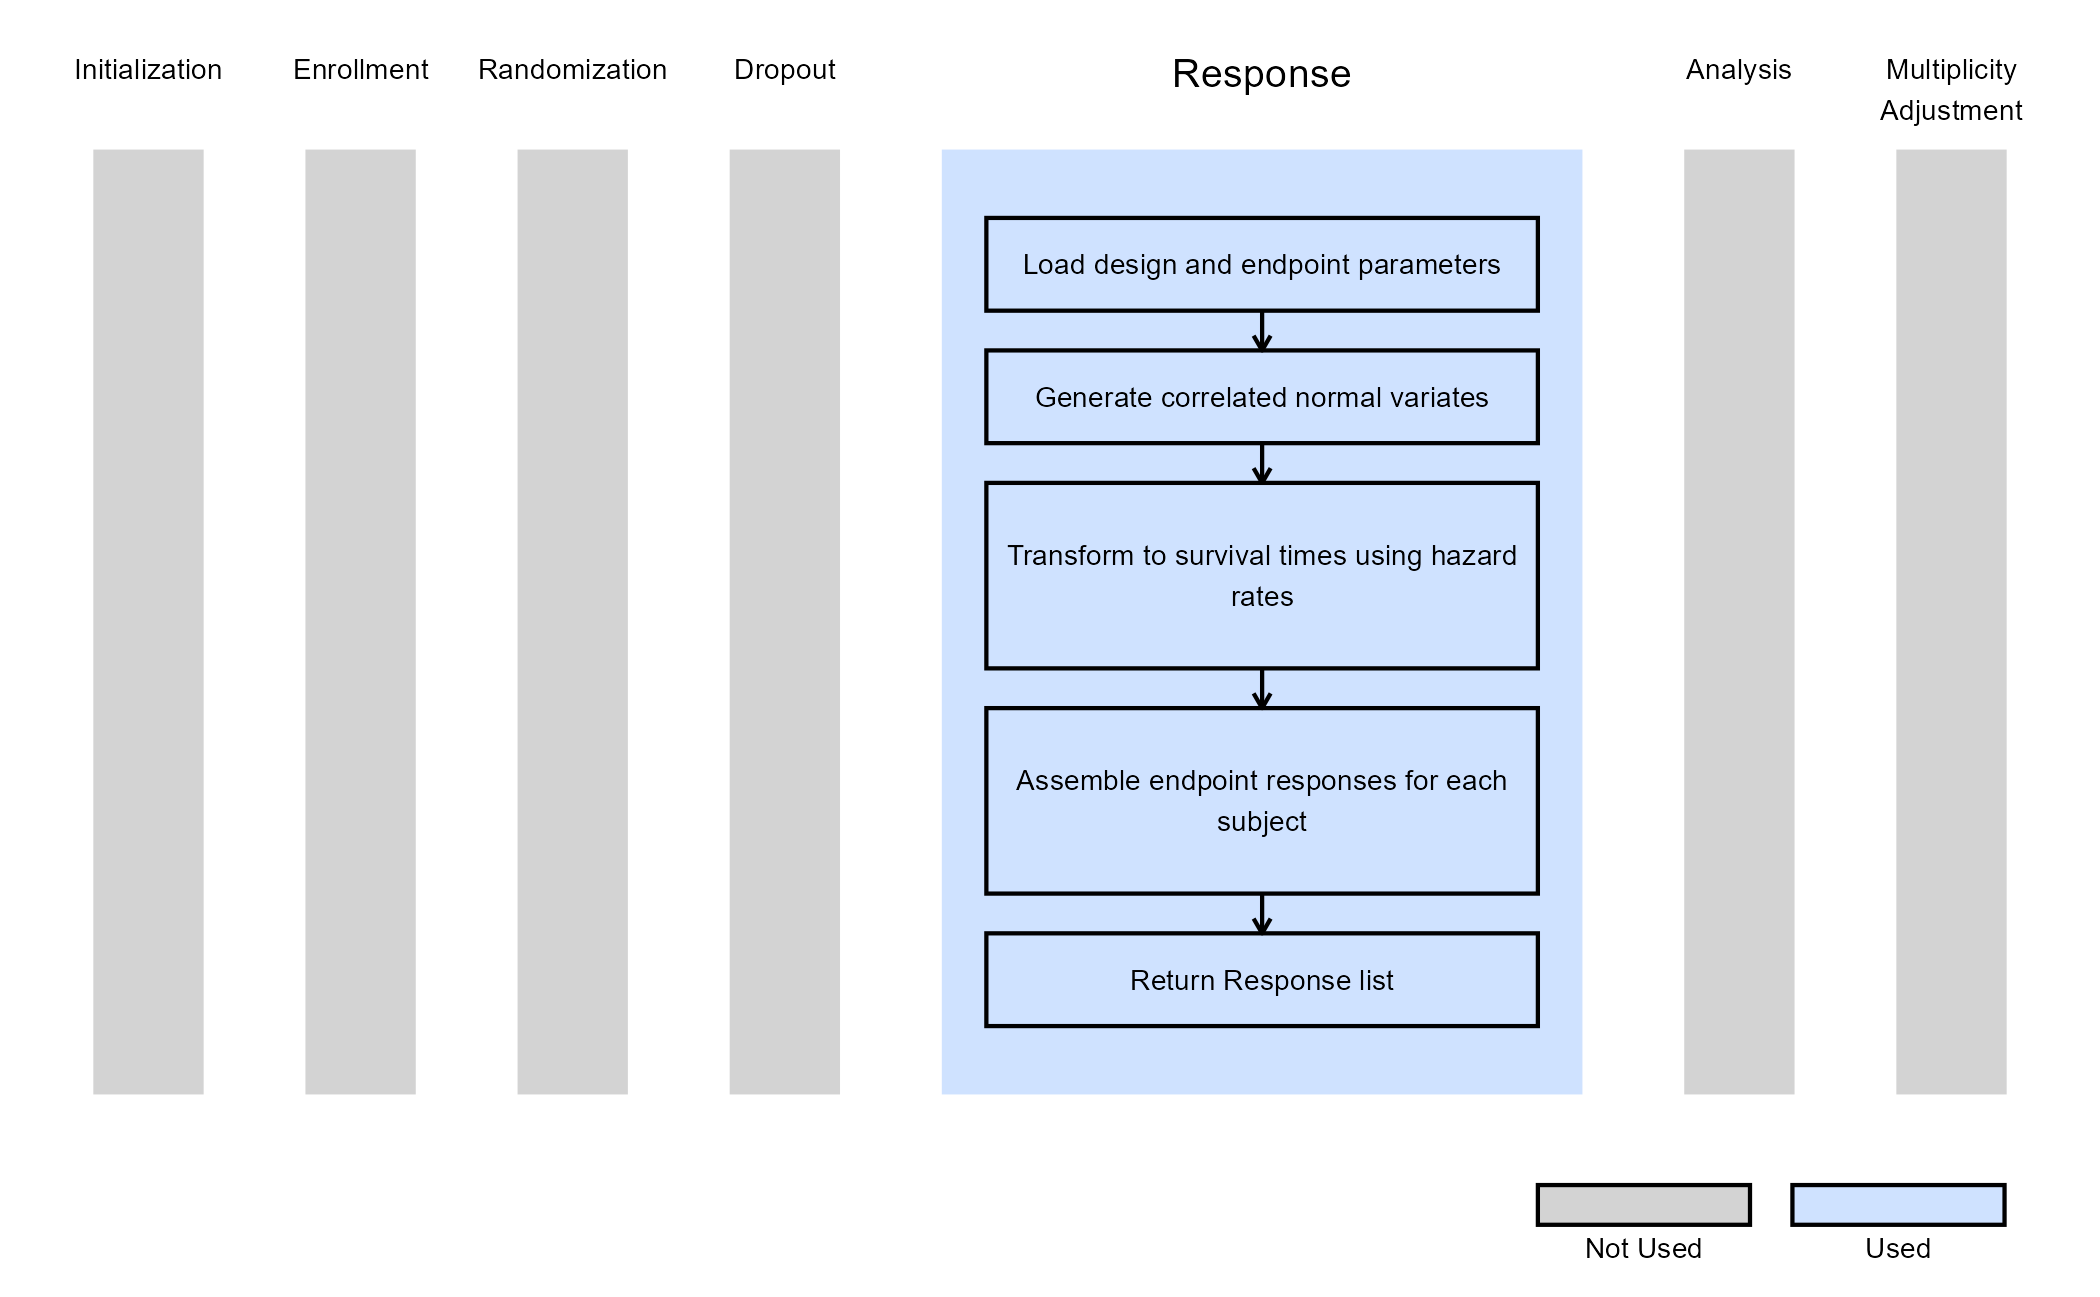 Initialization
Enrollment
Randomization
Dropout
Response
Analysis
Multiplicity
Adjustment
Load design and endpoint parameters
Generate correlated normal variates
Transform to survival times using hazard
rates
Assemble endpoint responses for each
subject
Return Response list
Not Used
Used